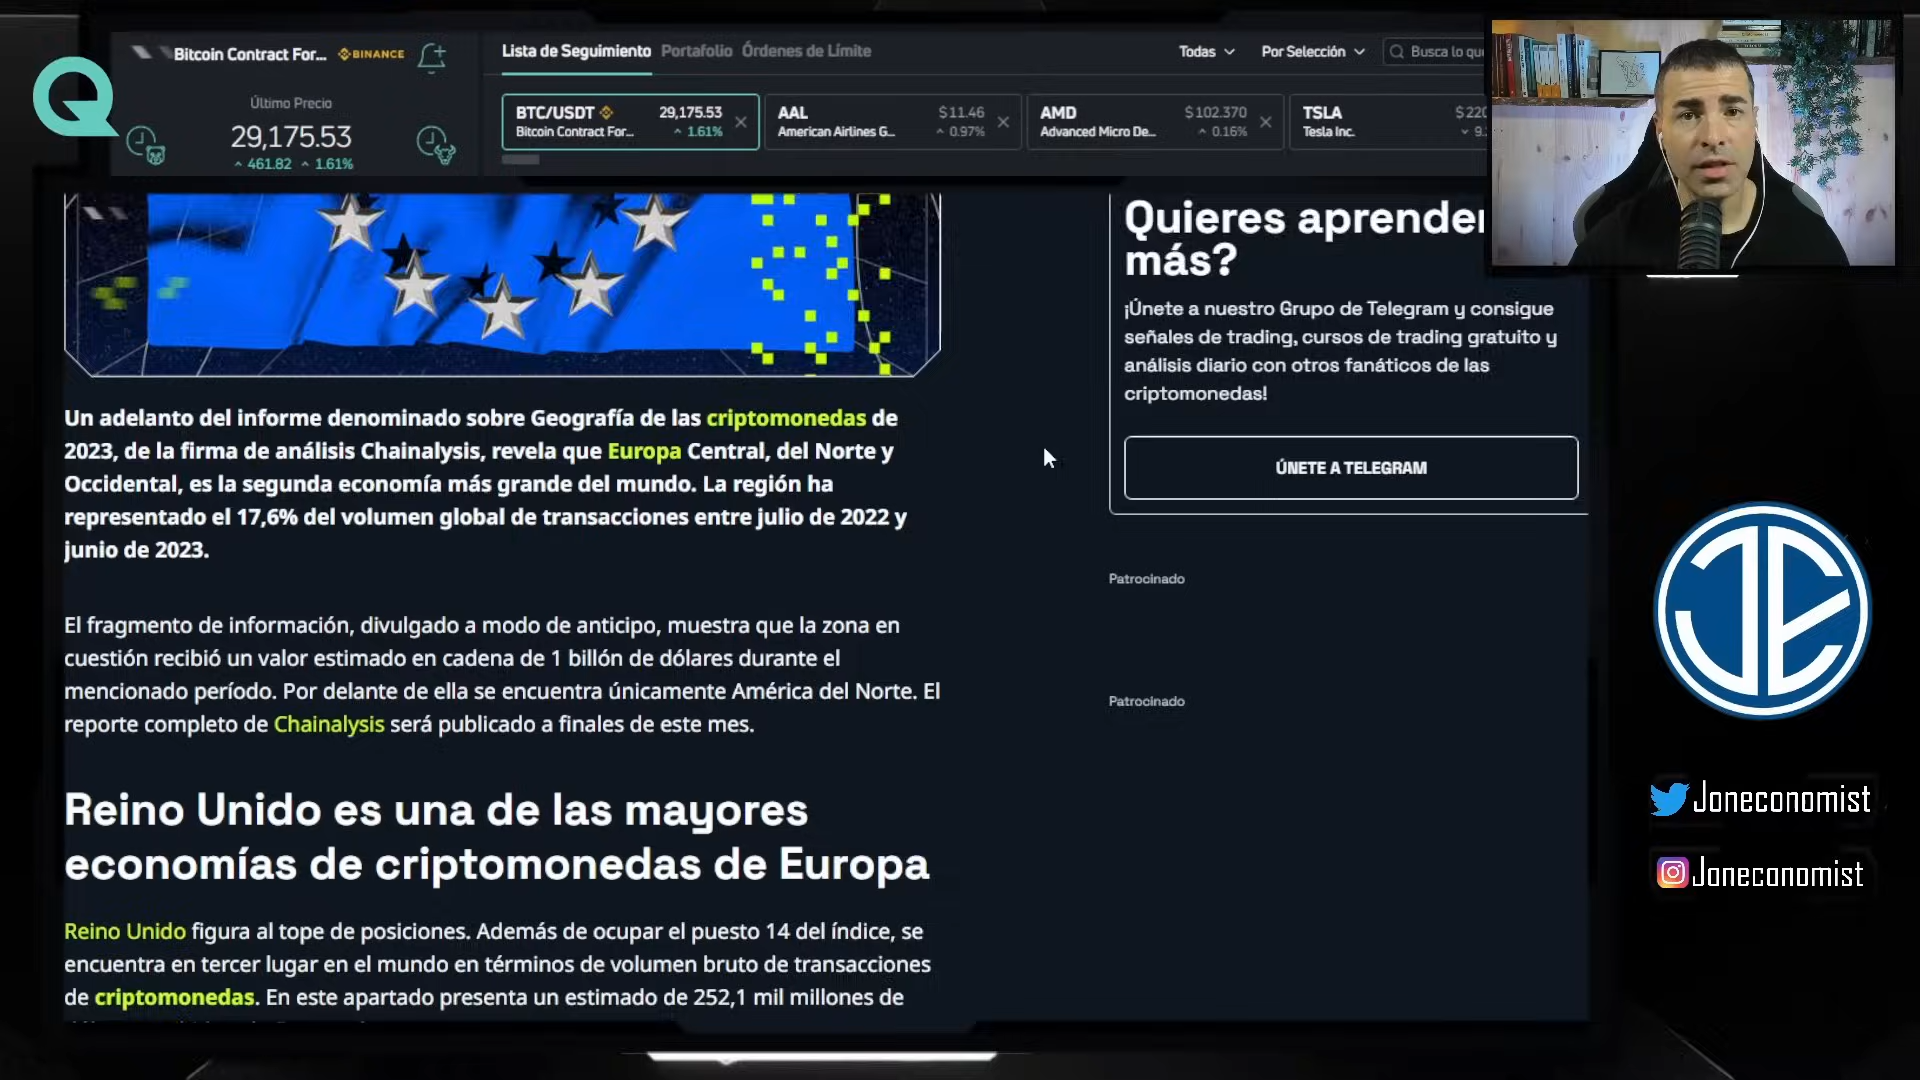 Bitcoin Contract For...
BINANCE
Último Precio
29,175.53
461.82 1.61%
Lista de Seguimiento
Portafolio
Órdenes de Límite
Todas
Por Selección
Busca lo qu
BTC/USDT 29,175.53
Bitcoin Contract For... 1.61%
AAL $11.46
American Airlines G... 0.97%
AMD $102.370
Advanced Micro De... 0.16%
TSLA $220
Tesla Inc. 9.
Un adelanto del informe denominado sobre Geografía de las criptomonedas de
2023, de la firma de análisis Chainalysis, revela que Europa Central, del Norte y
Occidental, es la segunda economía más grande del mundo. La región ha
representado el 17,6% del volumen global de transacciones entre julio de 2022 y
junio de 2023.
El fragmento de información, divulgado a modo de anticipo, muestra que la zona en
cuestión recibió un valor estimado en cadena de 1 billón de dólares durante el
mencionado período. Por delante de ella se encuentra únicamente América del Norte. El
reporte completo de Chainalysis será publicado a finales de este mes.
Reino Unido es una de las mayores
economías de criptomonedas de Europa
Reino Unido figura al tope de posiciones. Además de ocupar el puesto 14 del índice, se
encuentra en tercer lugar en el mundo en términos de volumen bruto de transacciones
de criptomonedas. En este apartado presenta un estimado de 252,1 mil millones de
Quieres aprender
más?
¡Únete a nuestro Grupo de Telegram y consigue
señales de trading, cursos de trading gratuito y
análisis diario con otros fanáticos de las
criptomonedas!
ÚNETE A TELEGRAM
Patrocinado
Patrocinado
JE
Joneconomist
Joneconomist